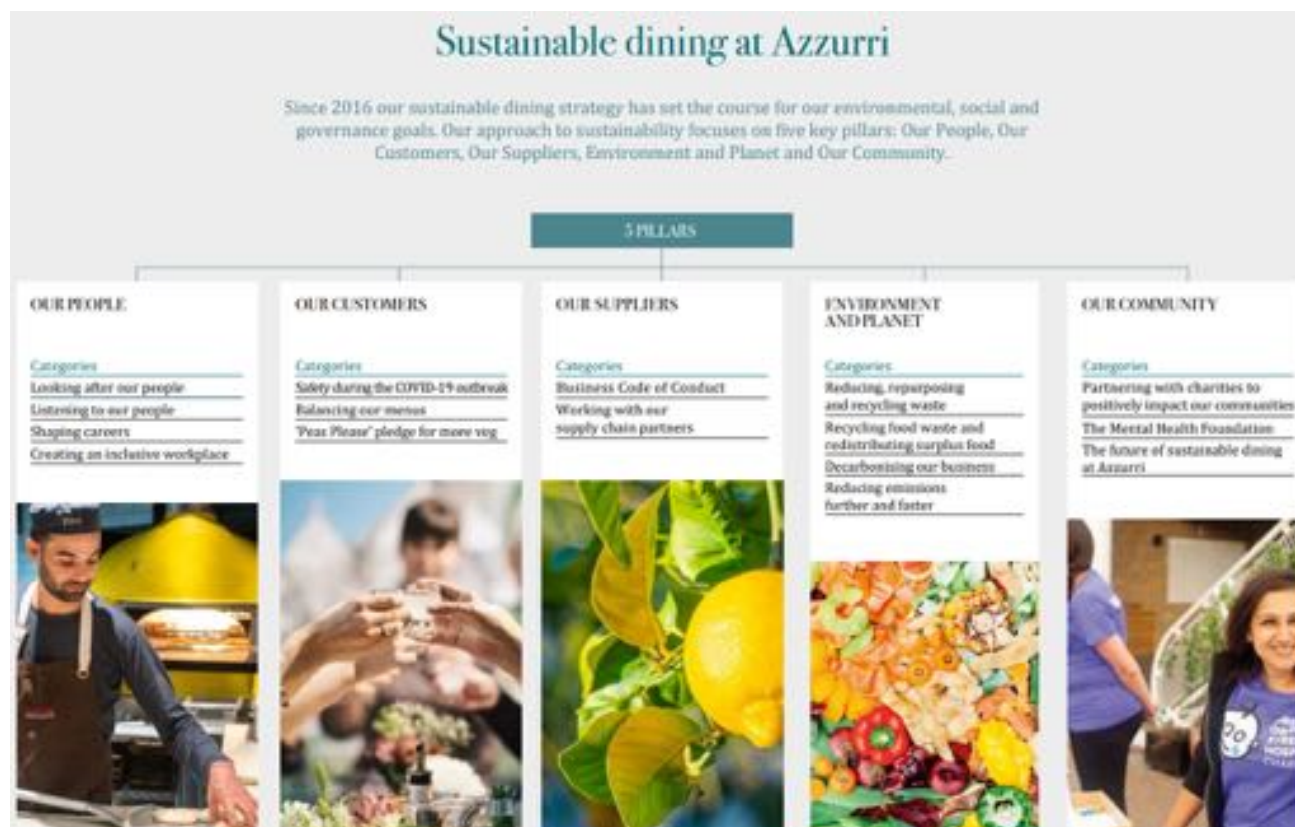 Sustainable dining at Azzurri
Since 2016 our sustainable dining strategy has set the course for our environmental, social and
governance goals. Our approach to sustainability focuses on five key pillars: Our People, Our
Customers, Our Suppliers, Environment and Planet and Our Community.
5 PILLARS
OUR PEOPLE
Categories
Looking after our people
Listening to our people
Shaping careers
Creating an inclusive workplace
OUR CUSTOMERS
Categories
Safety during the COVID-19 outbreak
Balancing our menus
'Peas Please' pledge for more veg
OUR SUPPLIERS
Categories
Business Code of Conduct
Working with our
supply chain partners
ENVIRONMENT
AND PLANET
Categories
Reducing, repurposing
and recycling waste
Recycling food waste and
redistributing surplus food
Decarbonising our business
Reducing emissions
further and faster
OUR COMMUNITY
Categories
Partnering with charities to
positively impact our communities
The Mental Health Foundation
The future of sustainable dining
at Azzurri